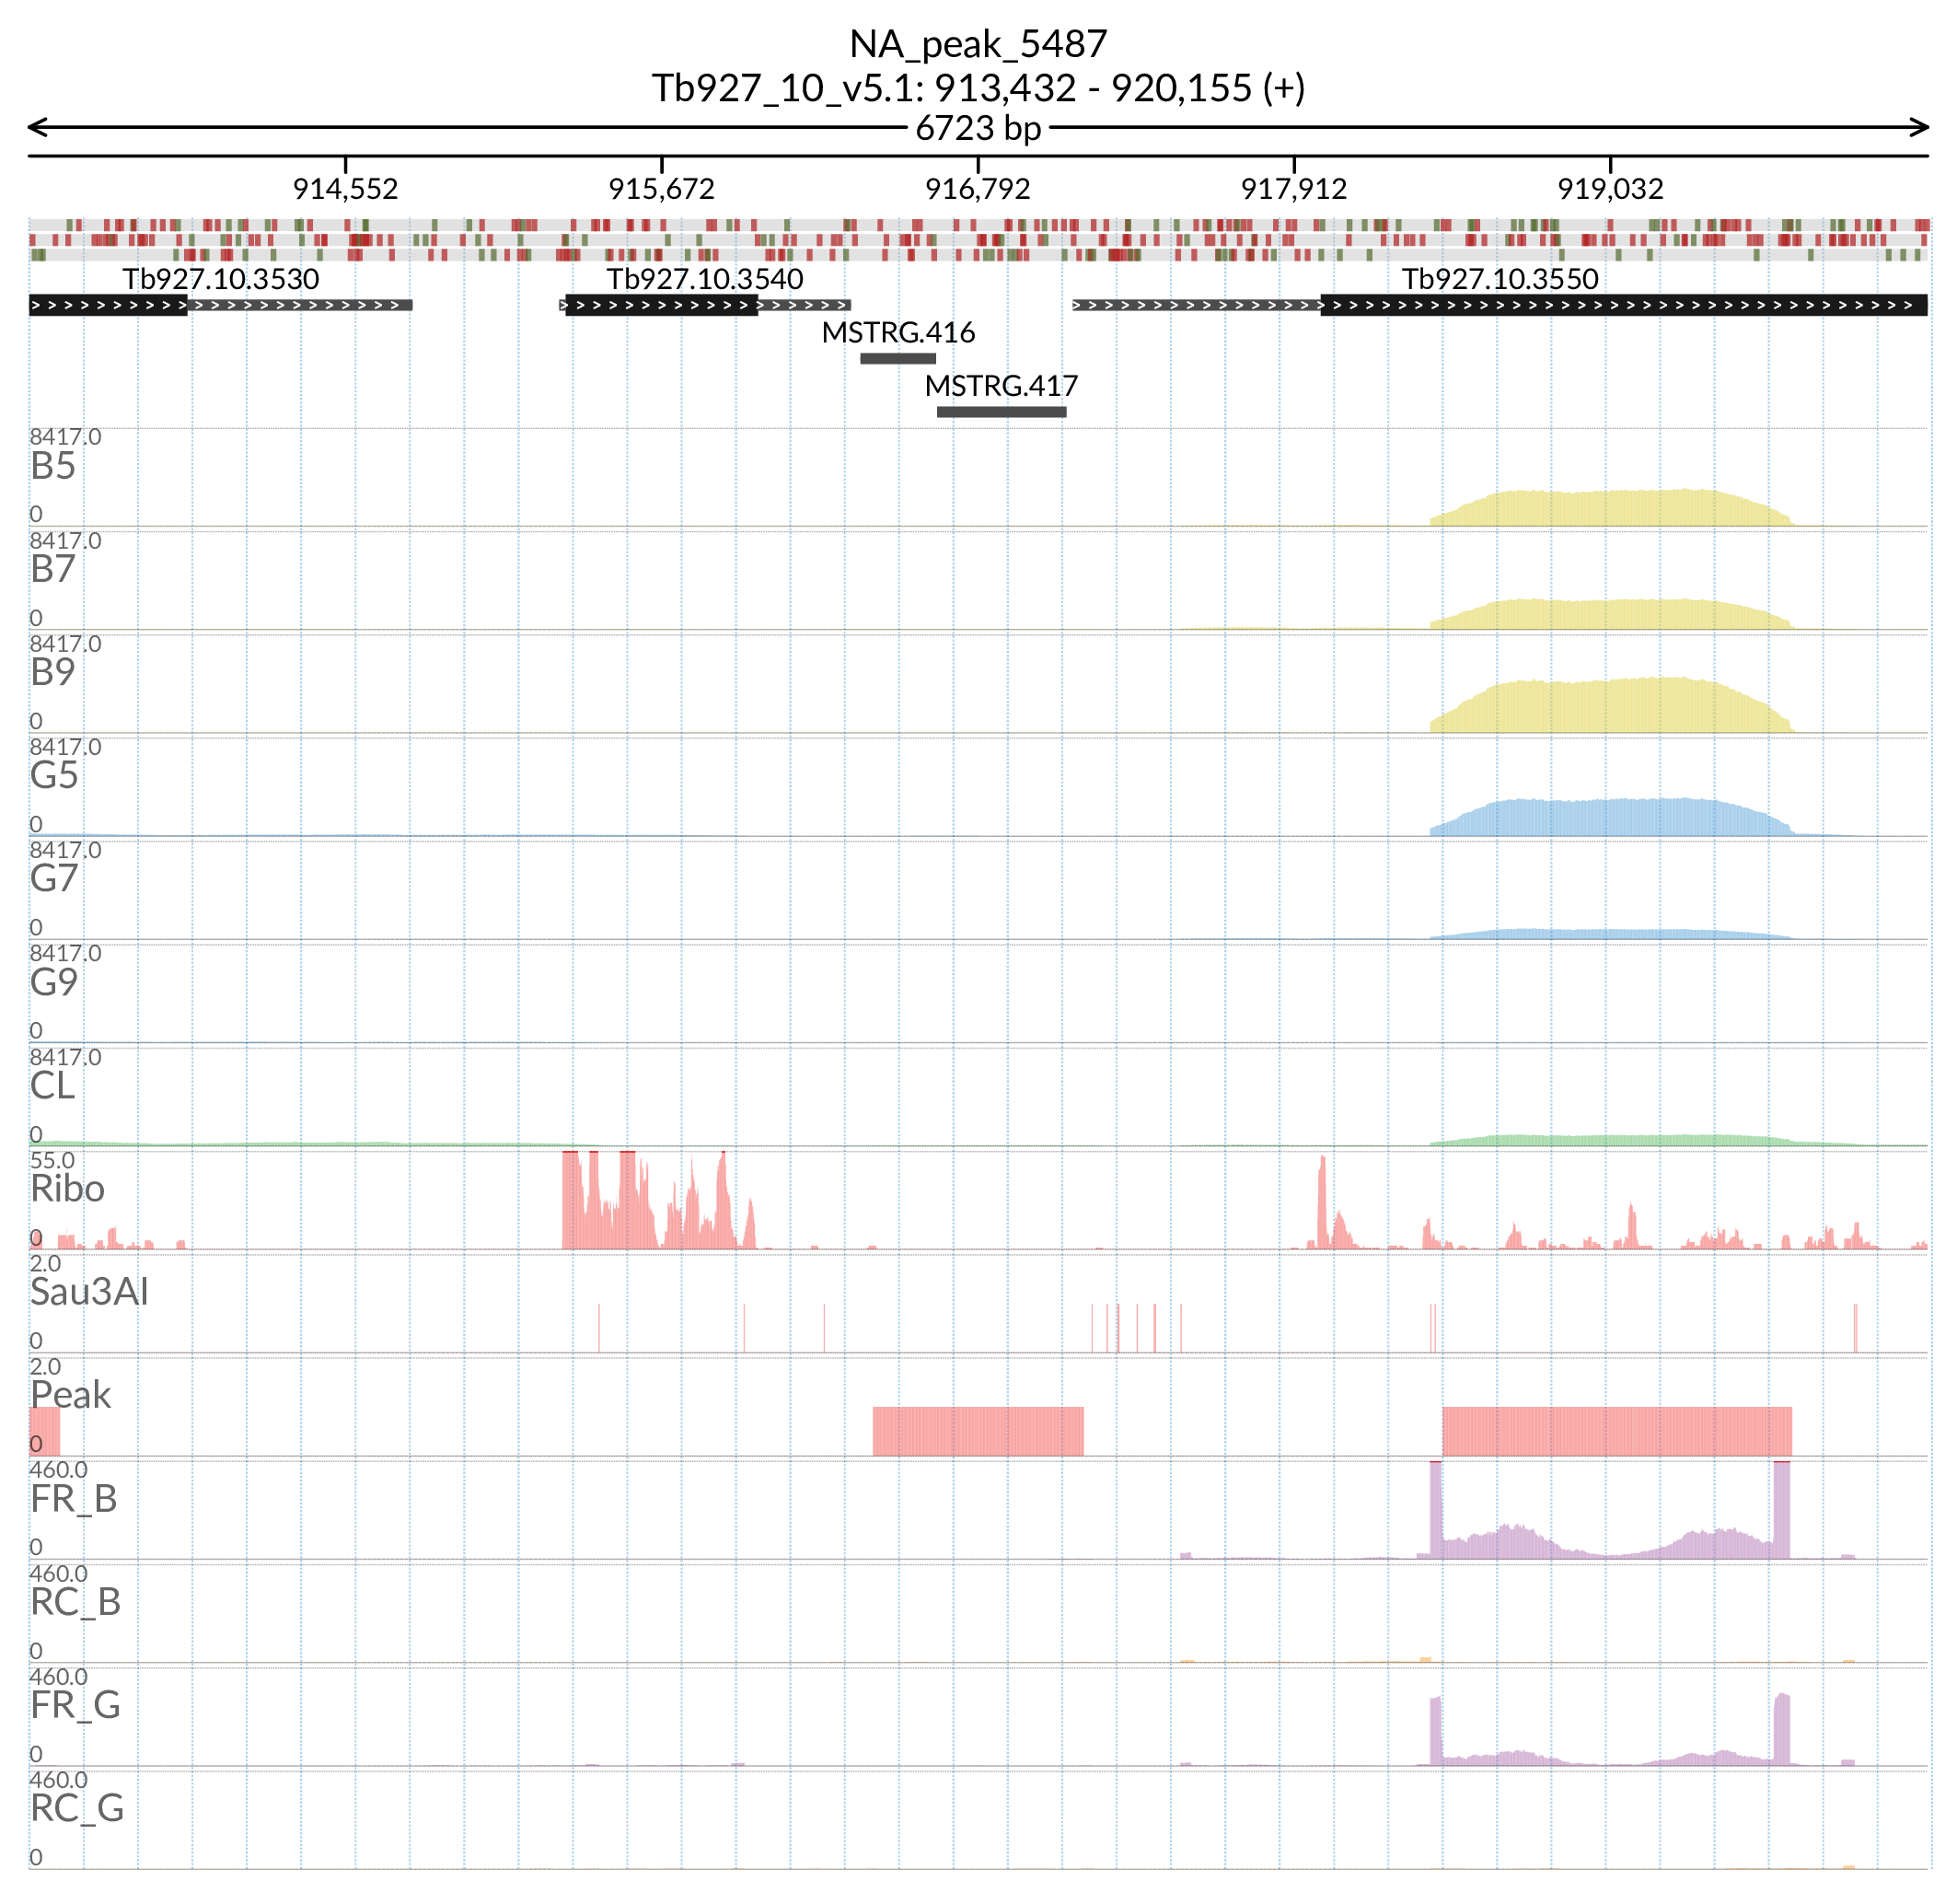 NA_peak_5487
Tb927_10_v5.1: 913,432 - 920,155 (+)
6723 bp
914,552 915,672 916,792 917,912 919,032
Tb927.10.3530 Tb927.10.3540 Tb927.10.3550
MSTRG.416
MSTRG.417
8417.0
B5
0
8417.0
B7
0
8417.0
B9
0
8417.0
G5
0
8417.0
G7
0
8417.0
G9
0
8417.0
CL
0
55.0
Ribo
0
2.0
Sau3AI
0
2.0
Peak
0
460.0
FR_B
0
460.0
RC_B
0
460.0
FR_G
0
460.0
RC_G
0